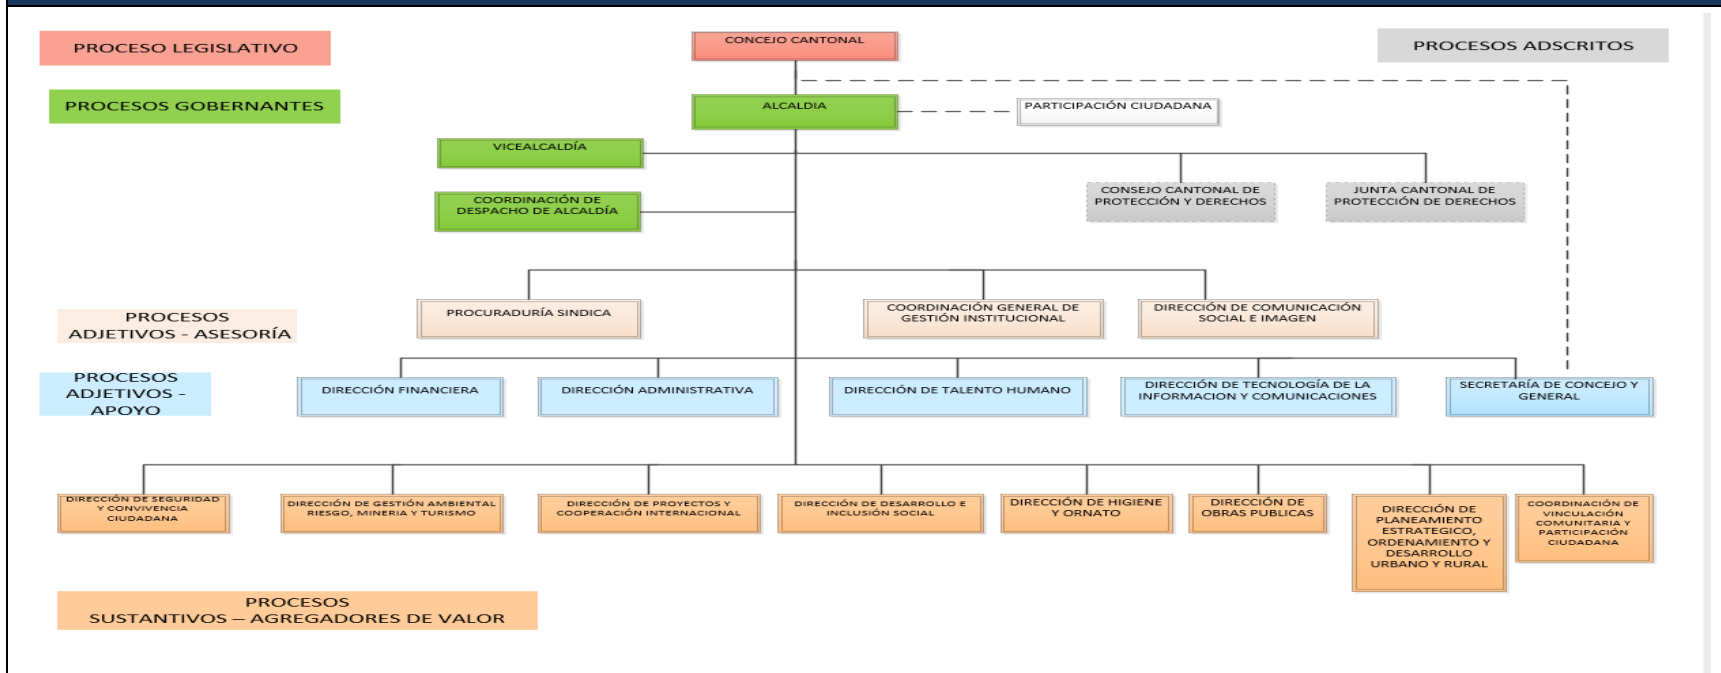 PROCESO LEGISLATIVO
CONCEJO CANTONAL
PROCESOS ADSCRITOS
PROCESOS GOBERNANTES
ALCALDIA
PARTICIPACIÓN CIUDADANA
VICEALCALDÍA
COORDINACIÓN DE
DESPACHO DE ALCALDÍA
CONSEJO CANTONAL DE
PROTECCIÓN Y DERECHOS
JUNTA CANTONAL DE
PROTECCIÓN DE DERECHOS
PROCESOS
ADJETIVOS - ASESORÍA
PROCURADURÍA SINDICA
COORDINACIÓN GENERAL DE
GESTIÓN INSTITUCIONAL
DIRECCIÓN DE COMUNICACIÓN
SOCIAL E IMAGEN
PROCESOS
ADJETIVOS -
APOYO
DIRECCIÓN FINANCIERA
DIRECCIÓN ADMINISTRATIVA
DIRECCIÓN DE TALENTO HUMANO
DIRECCIÓN DE TECNOLOGÍA DE LA
INFORMACION Y COMUNICACIONES
SECRETARÍA DE CONCEJO Y
GENERAL
DIRECCIÓN DE SEGURIDAD
Y CONVIVENCIA
CIUDADANA
DIRECCIÓN DE GESTIÓN AMBIENTAL
RIESGO, MINERIA Y TURISMO
DIRECCIÓN DE PROYECTOS Y
COOPERACIÓN INTERNACIONAL
DIRECCIÓN DE DESARROLLO E
INCLUSIÓN SOCIAL
DIRECCIÓN DE HIGIENE
Y ORNATO
DIRECCIÓN DE
OBRAS PUBLICAS
DIRECCIÓN DE
PLANEAMIENTO
ESTRATEGICO,
ORDENAMIENTO Y
DESARROLLO
URBANO Y RURAL
COORDINACIÓN DE
VINCULACIÓN
COMUNITARIA Y
PARTICIPACIÓN
CIUDADANA
PROCESOS
SUSTANTIVOS – AGREGADORES DE VALOR